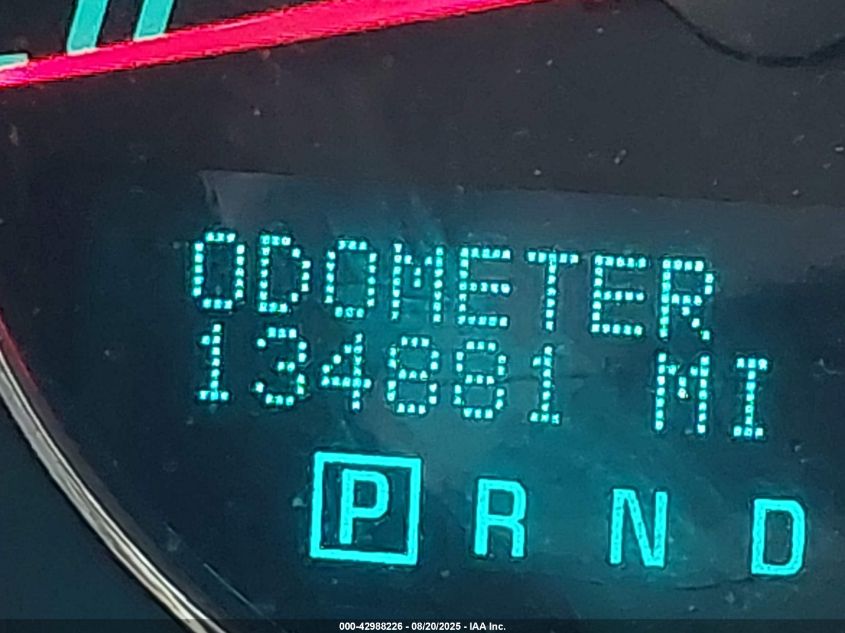 ODOMETER
134881 MI
P R N D
000-42988226 - 08/20/2025 - IAA Inc.